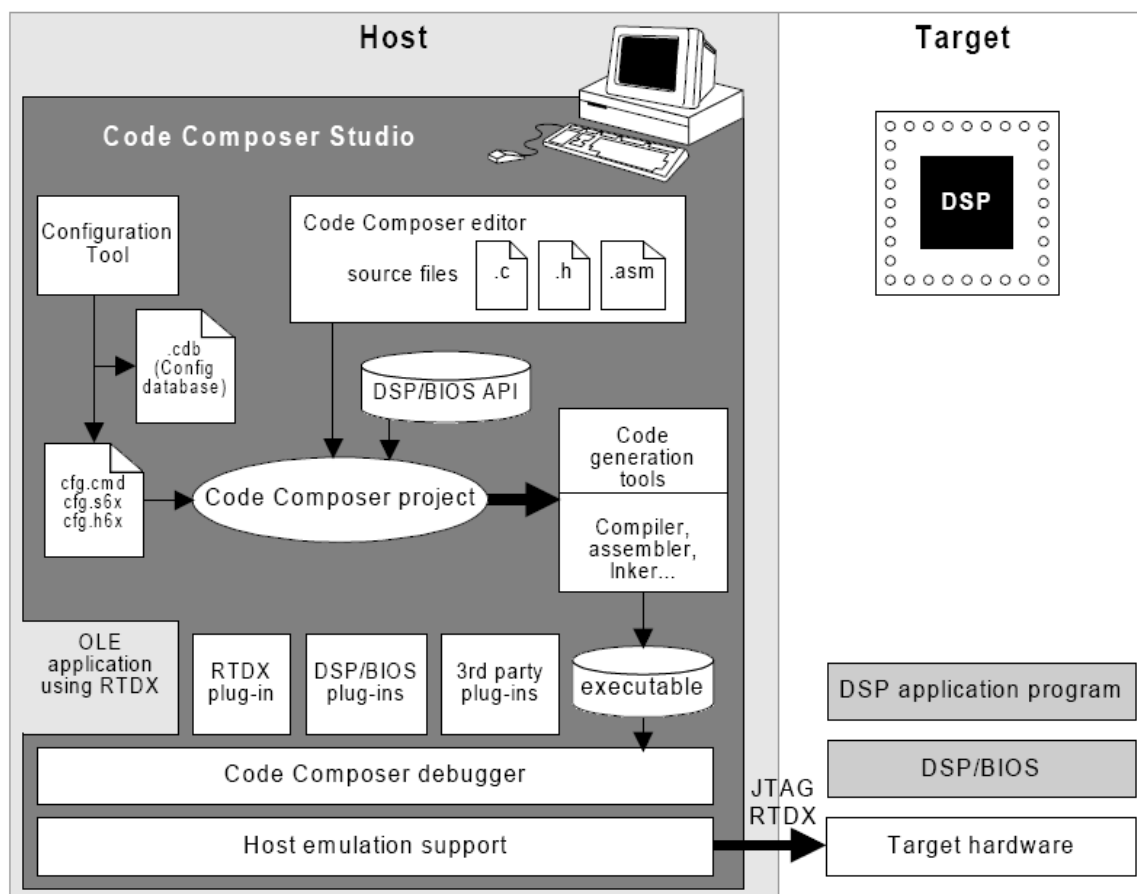 Host
Target
Code Composer Studio
DSP
Configuration
Tool
Code Composer editor
source files
.c
.h
.asm
.cdb
(Config
database)
DSP/BIOS API
Code
generation
tools
cfg.cmd
cfg.s6x
cfg.h6x
Code Composer project
Compiler,
assembler,
lnker...
OLE
application
using RTDX
RTDX
plug-in
DSP/BIOS
plug-ins
3rd party
plug-ins
executable
DSP application program
Code Composer debugger
DSP/BIOS
JTAG
RTDX
Host emulation support
Target hardware